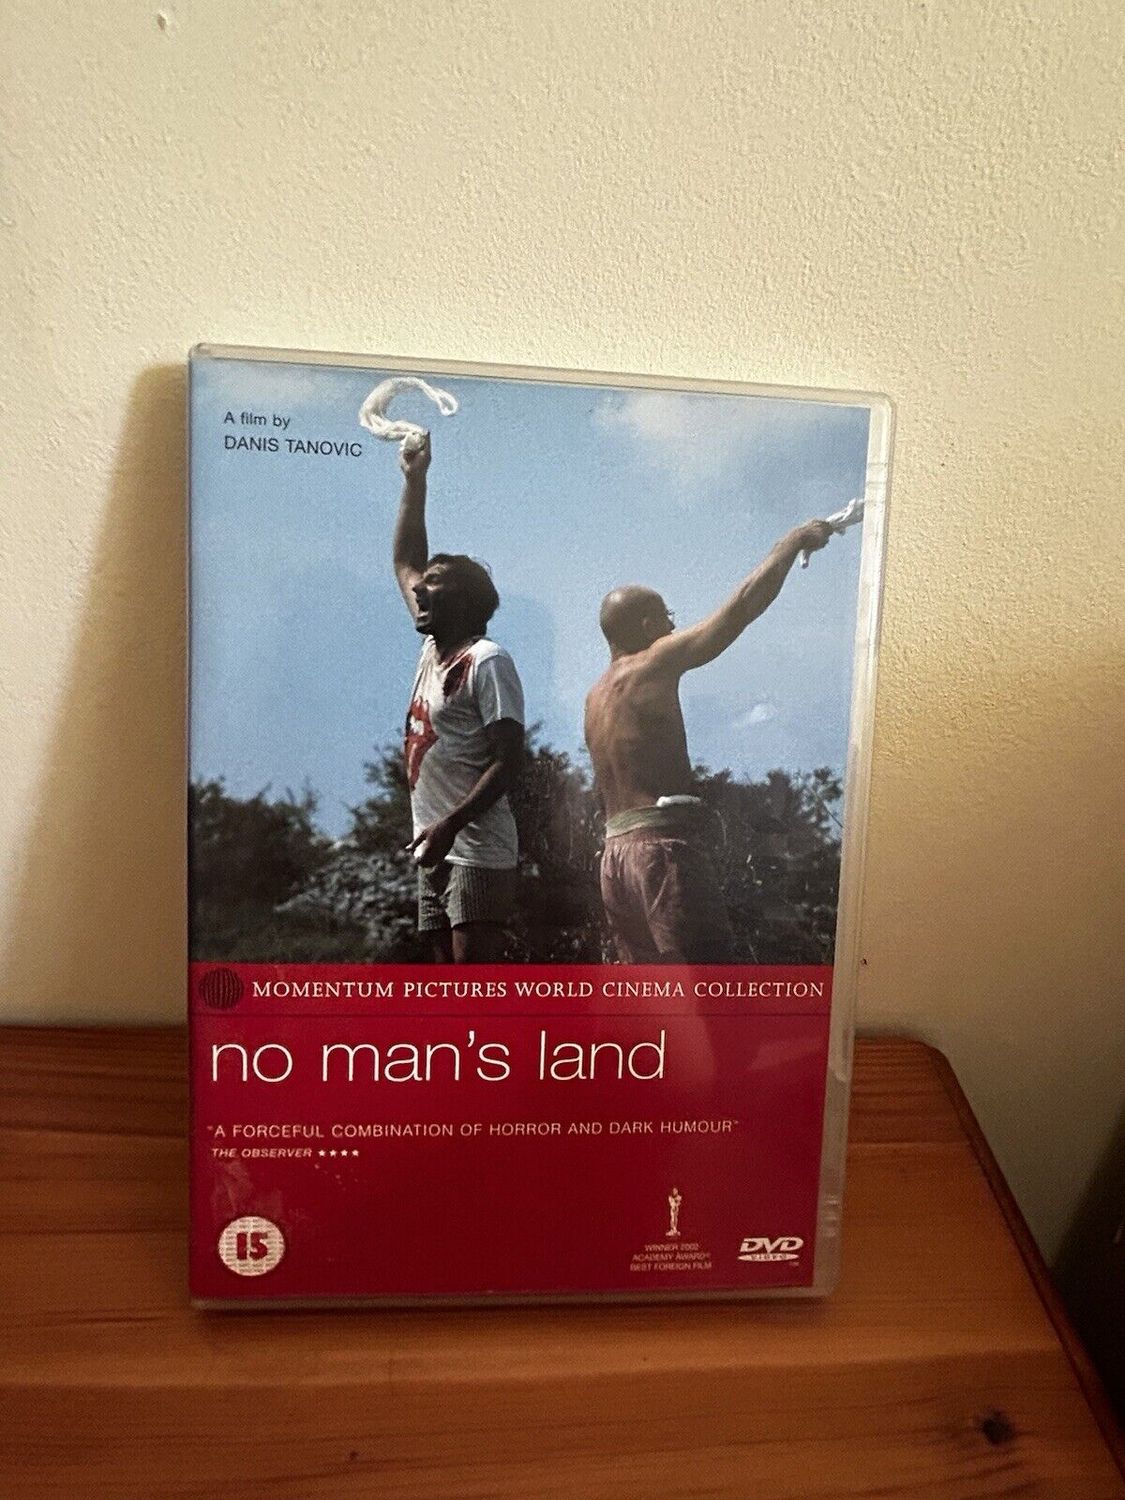 A film by
DANIS TANOVIC
MOMENTUM PICTURES WORLD CINEMA COLLECTION
no man's land
"A FORCEFUL COMBINATION OF HORROR AND DARK HUMOUR"
THE OBSERVER ★★★★
15
WINNER 2002
ACADEMY AWARD®
BEST FOREIGN FILM
DVD
VIDEO